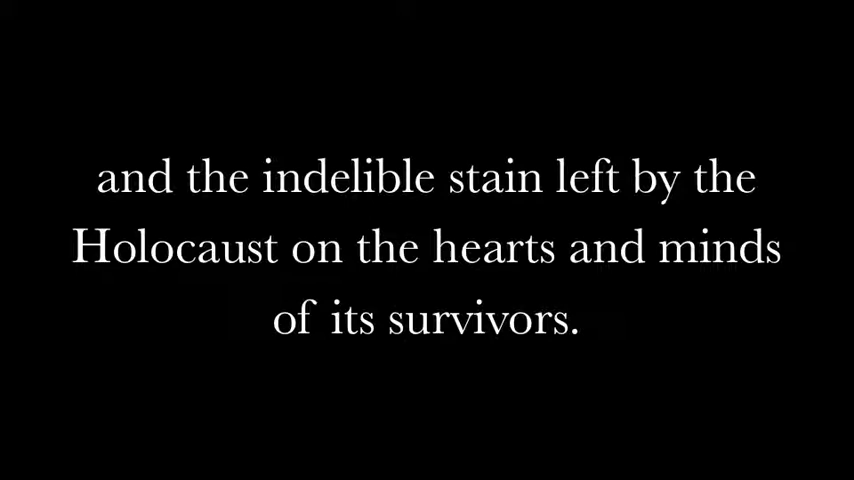 and the indelible stain left by the
Holocaust on the hearts and minds
of its survivors.